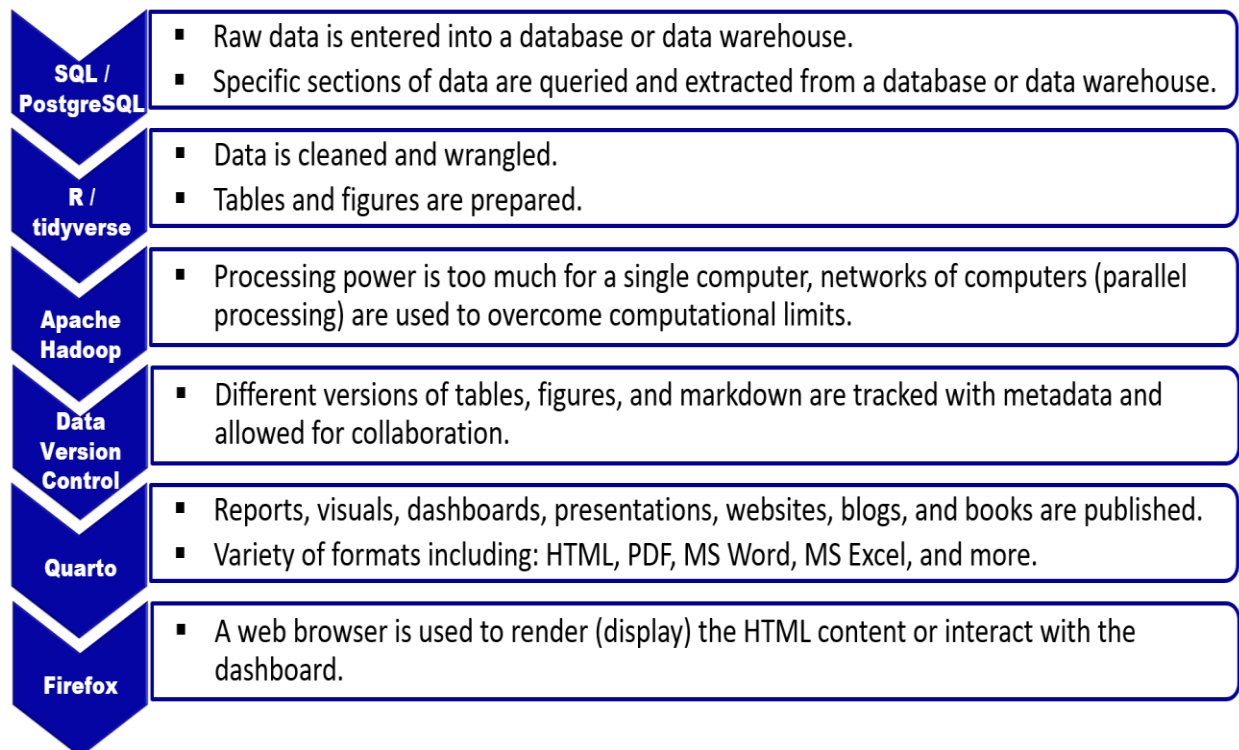 SQL /
PostgreSQL
▪ Raw data is entered into a database or data warehouse.
▪ Specific sections of data are queried and extracted from a database or data warehouse.
R /
tidyverse
▪ Data is cleaned and wrangled.
▪ Tables and figures are prepared.
Apache
Hadoop
▪ Processing power is too much for a single computer, networks of computers (parallel
processing) are used to overcome computational limits.
Data
Version
Control
▪ Different versions of tables, figures, and markdown are tracked with metadata and
allowed for collaboration.
Quarto
▪ Reports, visuals, dashboards, presentations, websites, blogs, and books are published.
▪ Variety of formats including: HTML, PDF, MS Word, MS Excel, and more.
Firefox
▪ A web browser is used to render (display) the HTML content or interact with the
dashboard.